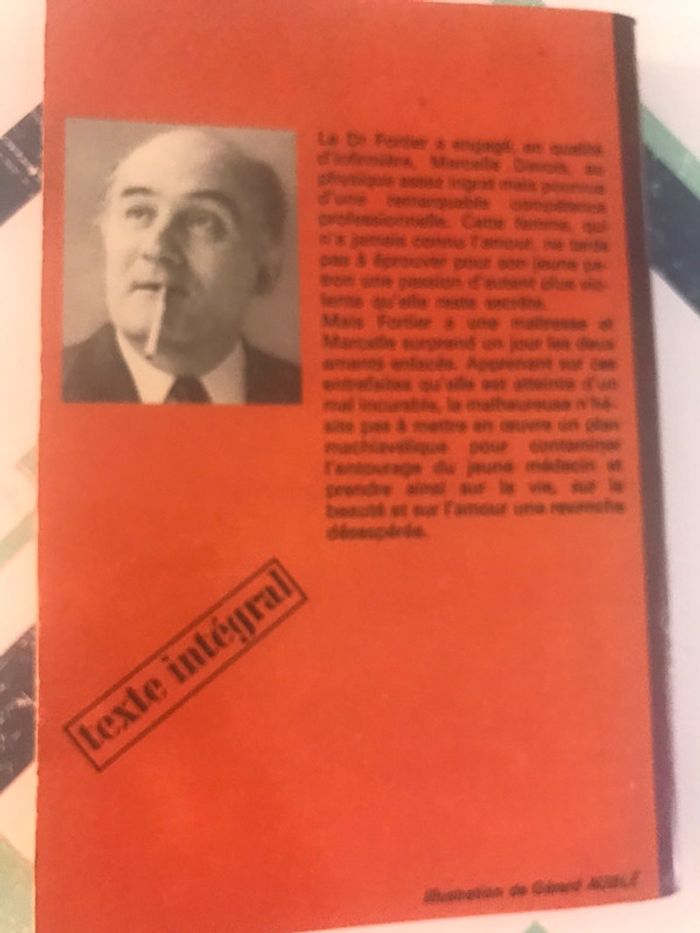 Le Dr Fortier a engagé, en qualité
d'infirmière, Marcelle Davois, au
physique assez ingrat mais pourvue
d'une remarquable compétence
professionnelle. Cette femme, qui
n'a jamais connu l'amour, ne tarde
pas à éprouver pour son jeune pa-
tron une passion d'autant plus vio-
lente qu'elle reste secrète.
Mais Fortier a une maîtresse et
Marcelle surprend un jour les deux
amants enlacés. Apprenant sur ces
entrefaites qu'elle est atteinte d'un
mal incurable, la malheureuse n'hé-
site pas à mettre en œuvre un plan
machiavélique pour contaminer
l'entourage du jeune médecin et
prendre ainsi sur la vie, sur la
beauté et sur l'amour une revanche
désespérée.
texte intégral
Illustration de Gérard